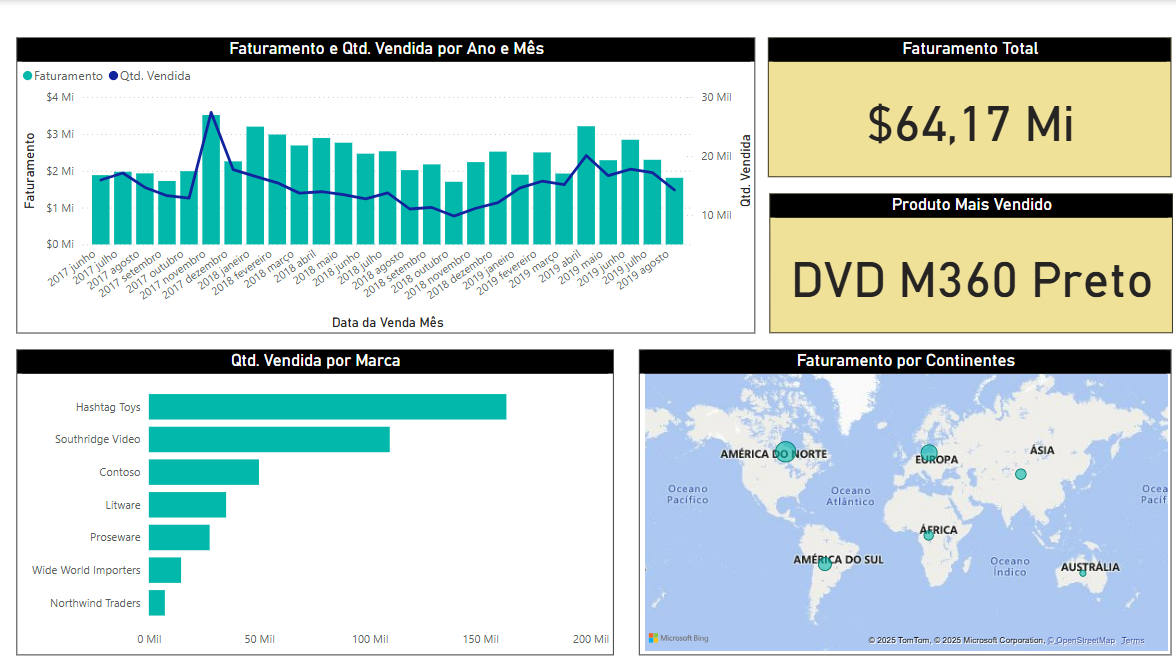 Faturamento e Qtd. Vendida por Ano e Mês
Faturamento Qtd. Vendida
$4 Mi
$3 Mi
$2 Mi
$1 Mi
$0 Mi
Faturamento
30 Mil
20 Mil
10 Mil
Qtd. Vendida
2017 junho
2017 julho
2017 agosto
2017 setembro
2017 outubro
2017 novembro
2017 dezembro
2018 janeiro
2018 fevereiro
2018 março
2018 abril
2018 maio
2018 junho
2018 julho
2018 agosto
2018 setembro
2018 outubro
2018 novembro
2018 dezembro
2019 janeiro
2019 fevereiro
2019 março
2019 abril
2019 maio
2019 junho
2019 julho
2019 agosto
Data da Venda Mês
Faturamento Total
$64,17 Mi
Produto Mais Vendido
DVD M360 Preto
Qtd. Vendida por Marca
Hashtag Toys
Southridge Video
Contoso
Litware
Proseware
Wide World Importers
Northwind Traders
0 Mil 50 Mil 100 Mil 150 Mil 200 Mil
Faturamento por Continentes
AMÉRICA DO NORTE
EUROPA
ÁSIA
Oceano
Pacífico
Oceano
Atlântico
Ocea
Pacíf
ÁFRICA
AMÉRICA DO SUL
Oceano
Índico
AUSTRÁLIA
Microsoft Bing
© 2025 TomTom, © 2025 Microsoft Corporation, © OpenStreetMap Terms